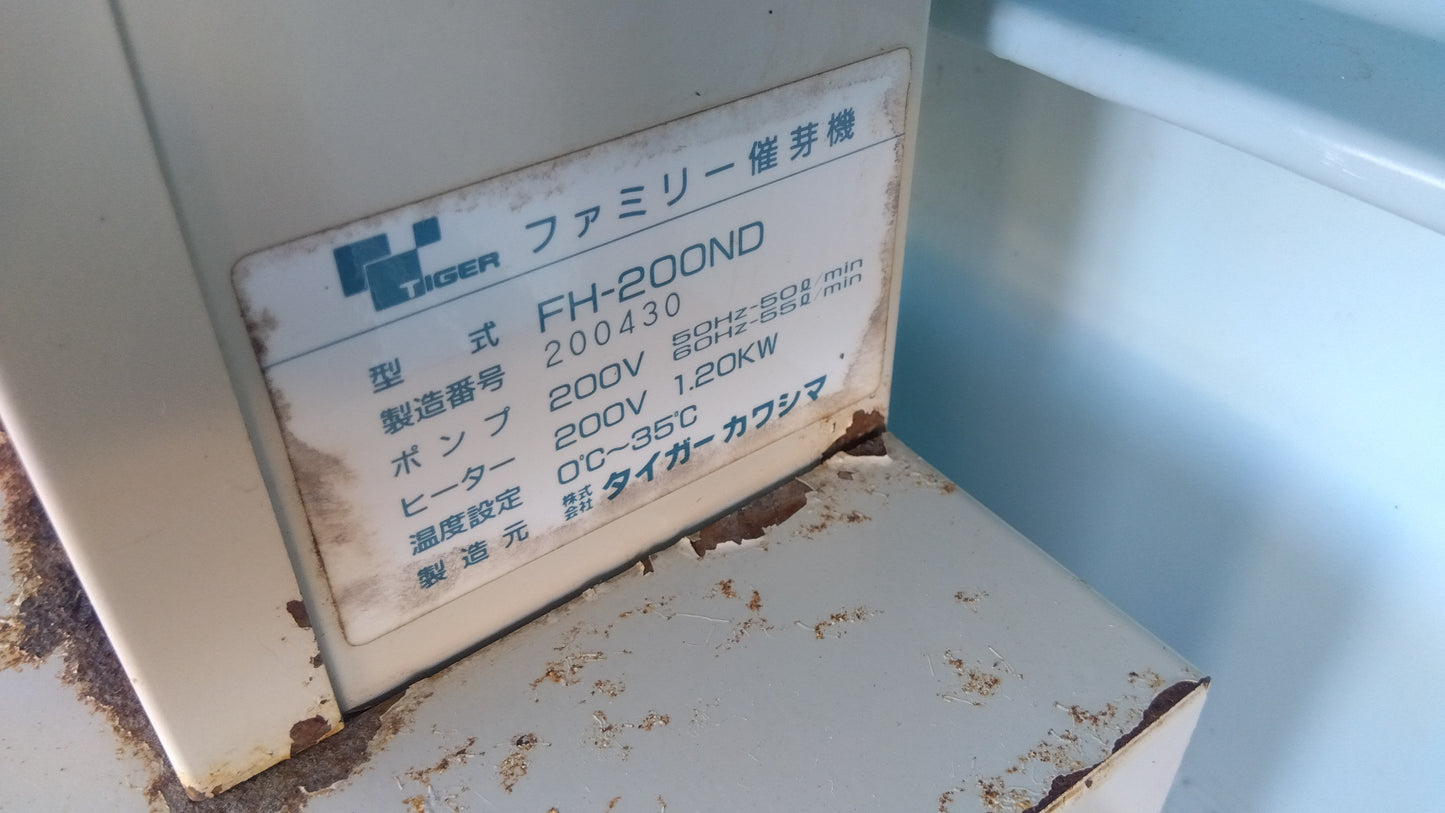 TIGER ファミリー催芽機
型式 FH-200ND
製造番号 200430
ポンプ 200V 50Hz-50ℓ/min
60Hz-55ℓ/min
ヒーター 200V 1.20KW
温度設定 0℃〜35℃
製造元 株式会社 タイガーカワシマ